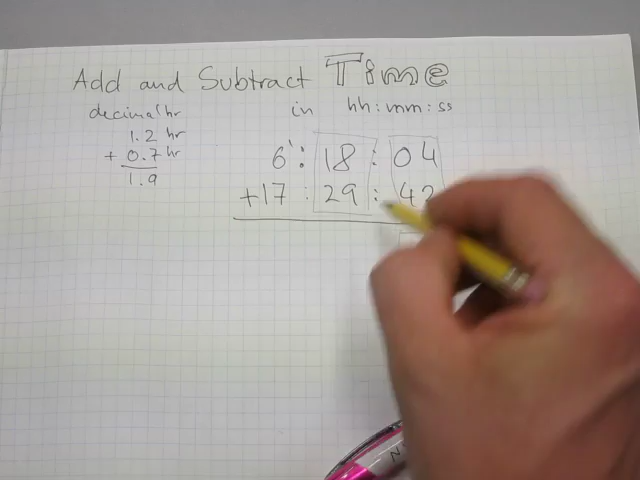 Add and Subtract Time
decimal hr in hh:mm:ss
1.2 hr
+ 0.7 hr
1.9
6: 18 : 04
+17 : 29 : 42